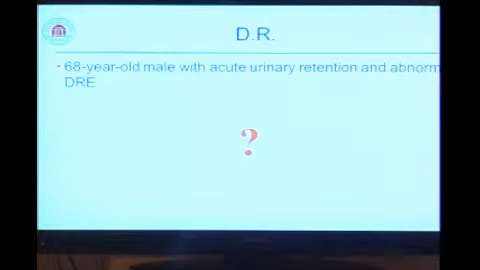 D.R.
• 68-year-old male with acute urinary retention and abnorm
DRE
?